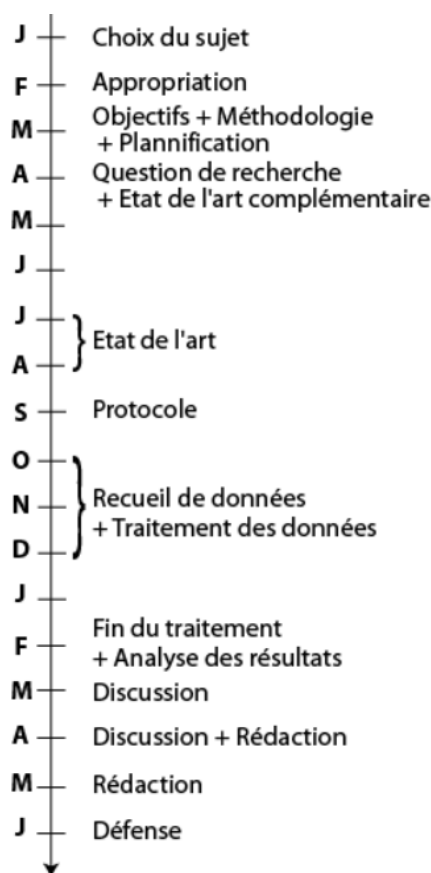 J Choix du sujet
F Appropriation
M Objectifs + Méthodologie
+ Plannification
A Question de recherche
+ Etat de l'art complémentaire
M
J
J
Etat de l'art
A
S Protocole
O
N Recueil de données
+ Traitement des données
D
J
Fin du traitement
F + Analyse des résultats
M Discussion
A Discussion + Rédaction
M Rédaction
J Défense